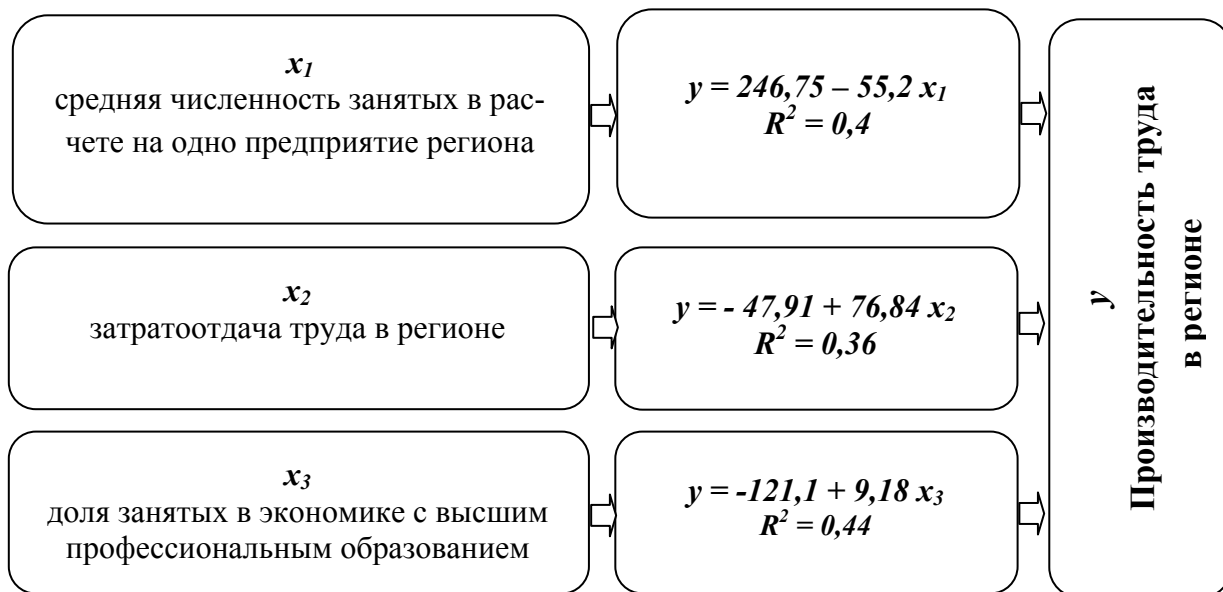 x₁
средняя численность занятых в рас-
чете на одно предприятие региона
y = 246,75 – 55,2 x₁
R² = 0,4
x₂
затратоотдача труда в регионе
y = - 47,91 + 76,84 x₂
R² = 0,36
x₃
доля занятых в экономике с высшим
профессиональным образованием
y = -121,1 + 9,18 x₃
R² = 0,44
y
Производительность труда
в регионе